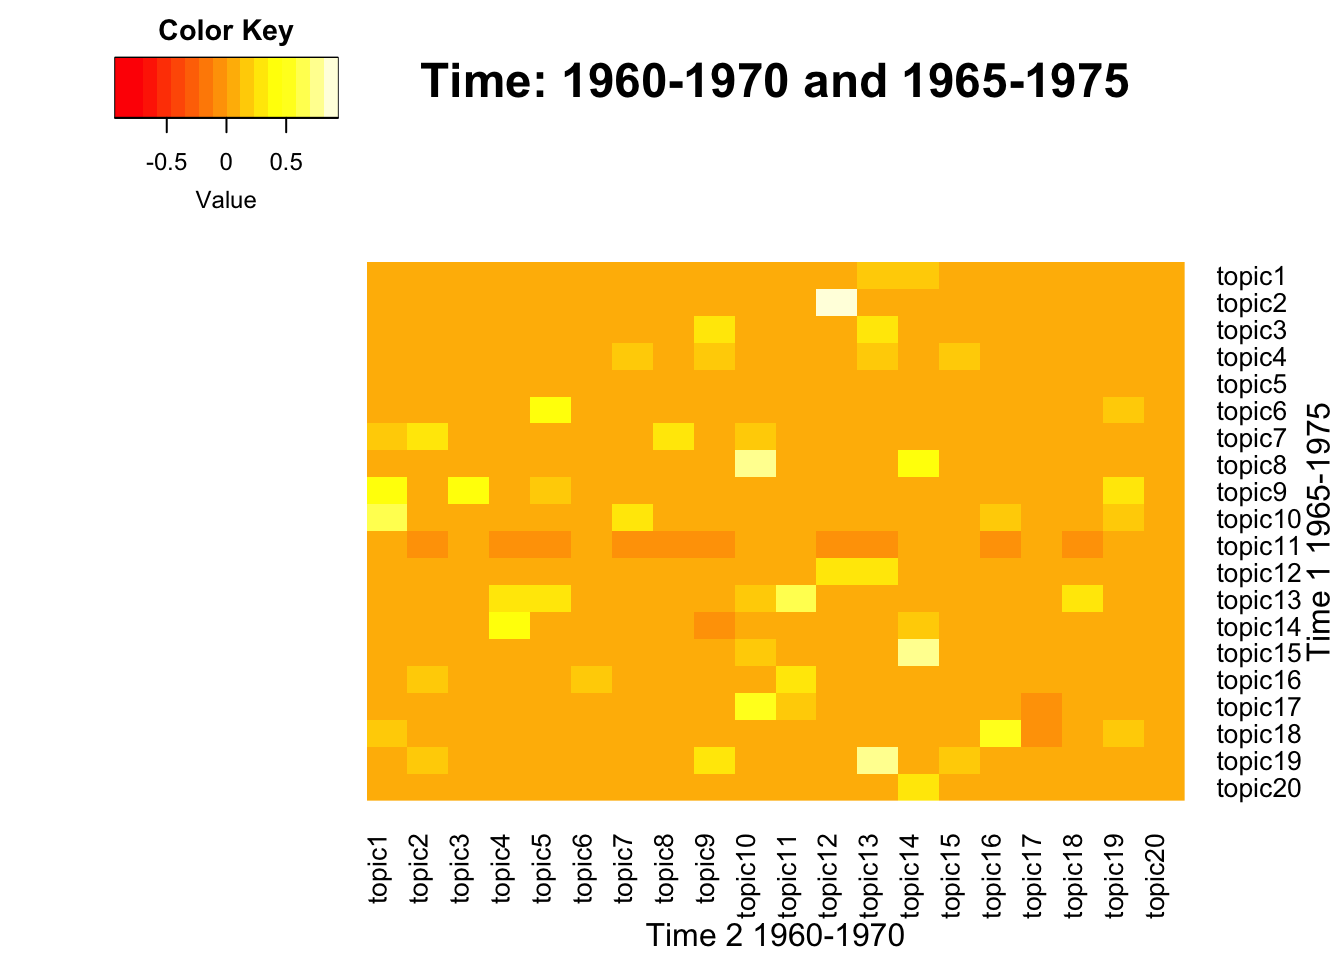 Color Key
Time: 1960-1970 and 1965-1975
-0.5 0 0.5
Value
topic1
topic2
topic3
topic4
topic5
topic6
topic7
topic8
topic9
topic10
topic11
topic12
topic13
topic14
topic15
topic16
topic17
topic18
topic19
topic20
Time 1 1965-1975
topic1
topic2
topic3
topic4
topic5
topic6
topic7
topic8
topic9
topic10
topic11
topic12
topic13
topic14
topic15
topic16
topic17
topic18
topic19
topic20
Time 2 1960-1970